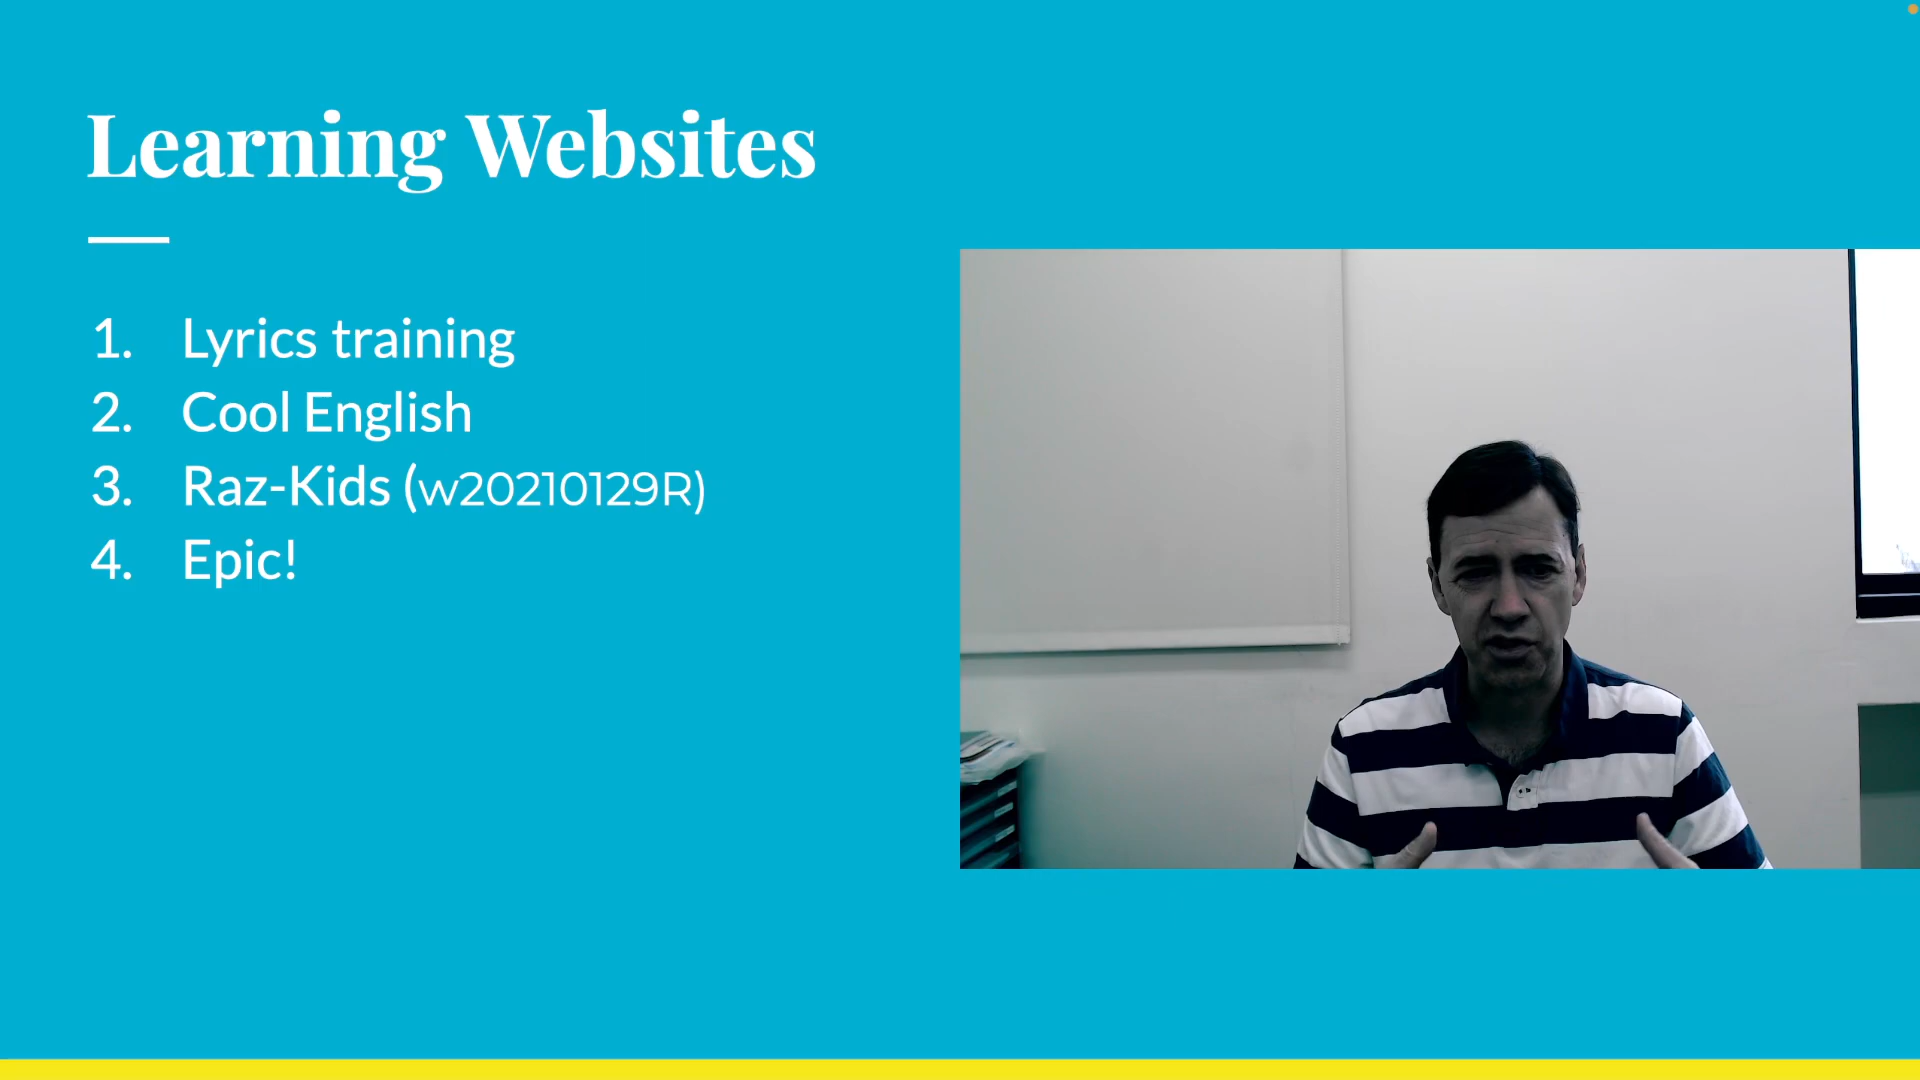 Learning Websites
1. Lyrics training
2. Cool English
3. Raz-Kids (w20210129R)
4. Epic!